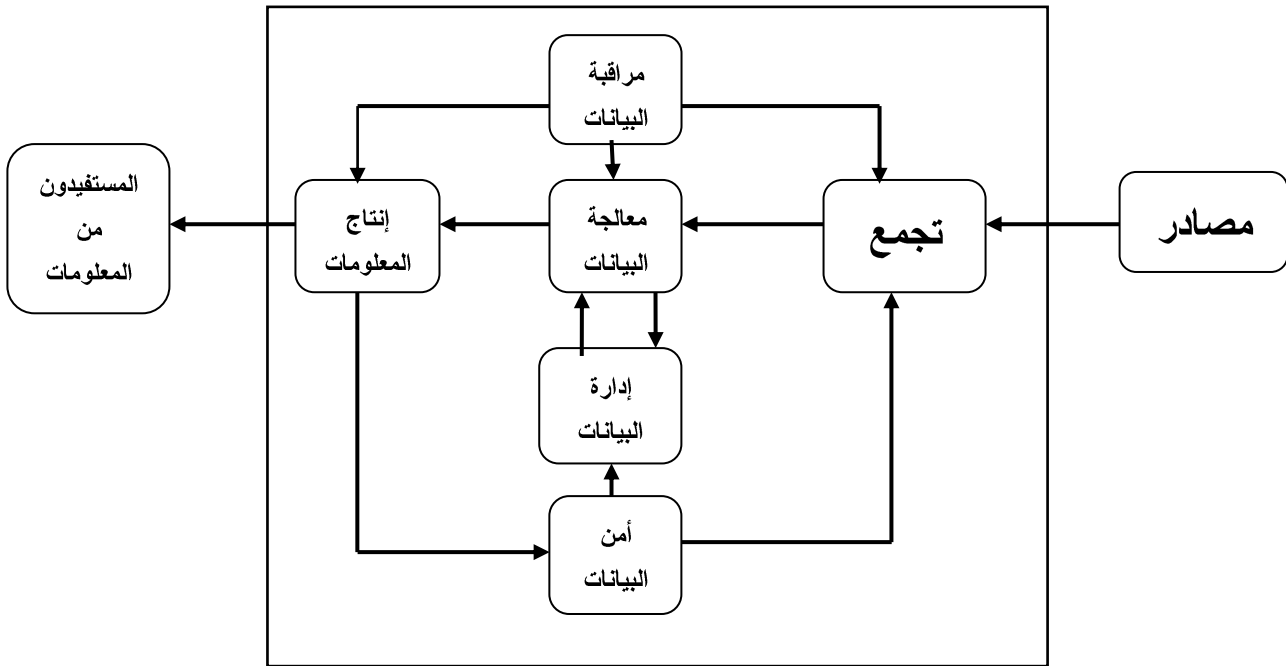 مراقبة
البيانات
مصادر
تجمع
معالجة
البيانات
إنتاج
المعلومات
المستفيدون
من
المعلومات
إدارة
البيانات
أمن
البيانات